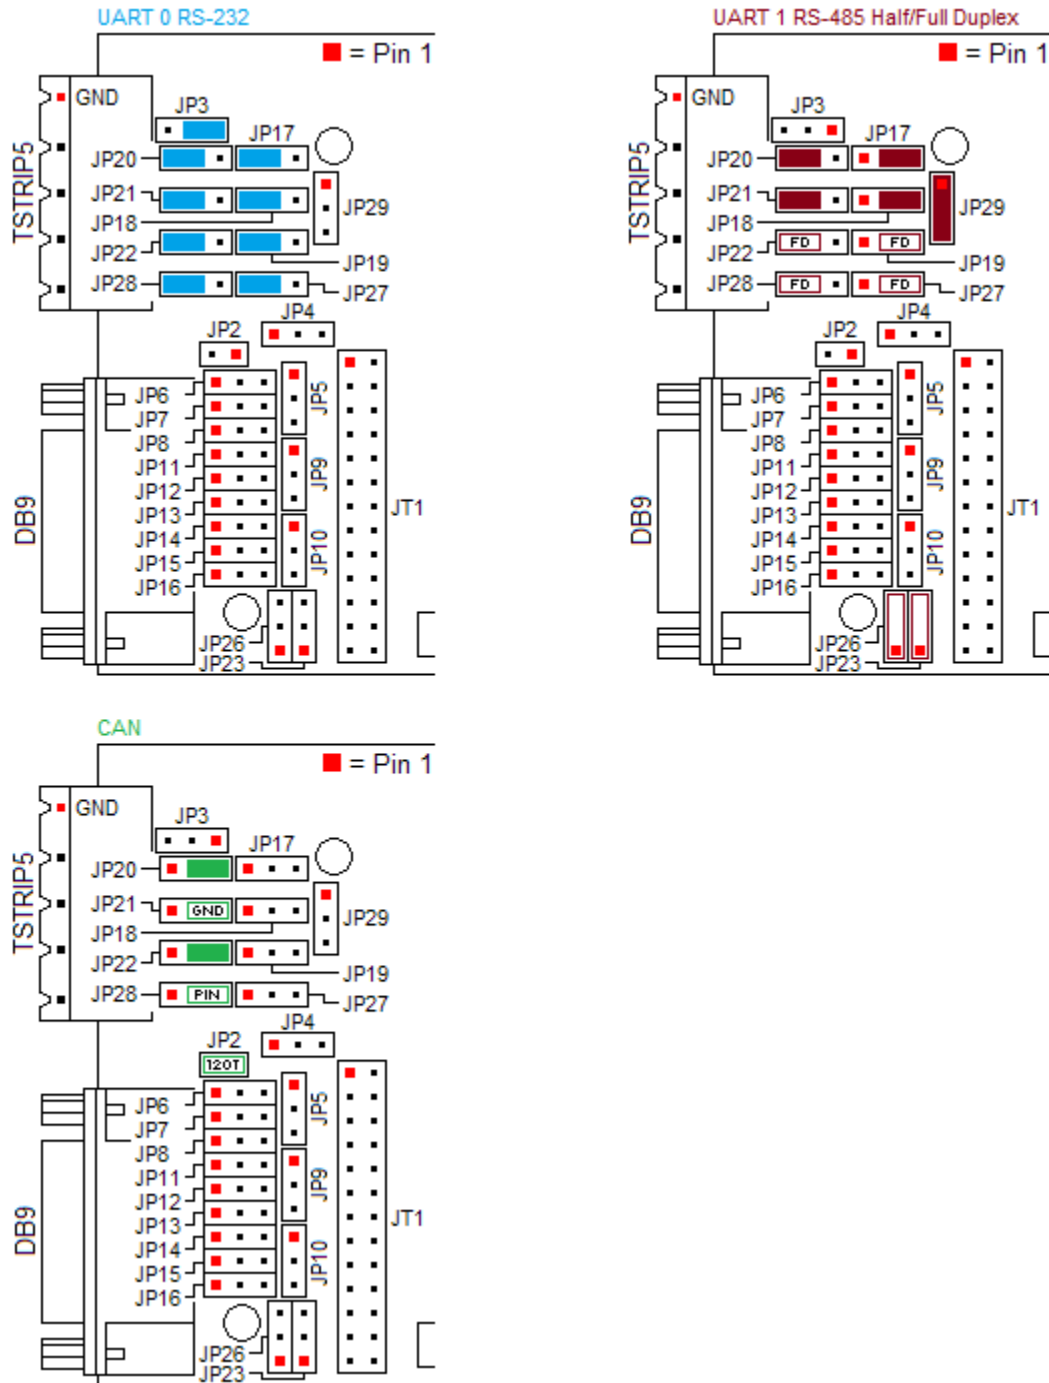 UART 0 RS-232
= Pin 1
GND
JP3
JP17
JP20
JP21
JP18
JP29
JP22
JP19
JP28
JP27
TSTRIP5
JP4
JP2
JP6
JP5
JP7
JP8
JP11
JP9
JP12
JP13
JT1
JP14
JP10
JP15
JP16
DB9
JP26
JP23
UART 1 RS-485 Half/Full Duplex
= Pin 1
GND
JP3
JP17
JP20
JP21
JP18
JP29
JP22
FD
FD
JP19
JP28
FD
FD
JP27
TSTRIP5
JP4
JP2
JP6
JP5
JP7
JP8
JP11
JP9
JP12
JP13
JT1
JP14
JP10
JP15
JP16
DB9
JP26
JP23
CAN
= Pin 1
GND
JP3
JP17
JP20
JP21
GND
JP18
JP29
JP22
JP19
JP28
PIN
JP27
TSTRIP5
JP4
JP2
120T
JP6
JP5
JP7
JP8
JP11
JP9
JP12
JP13
JT1
JP14
JP10
JP15
JP16
DB9
JP26
JP23